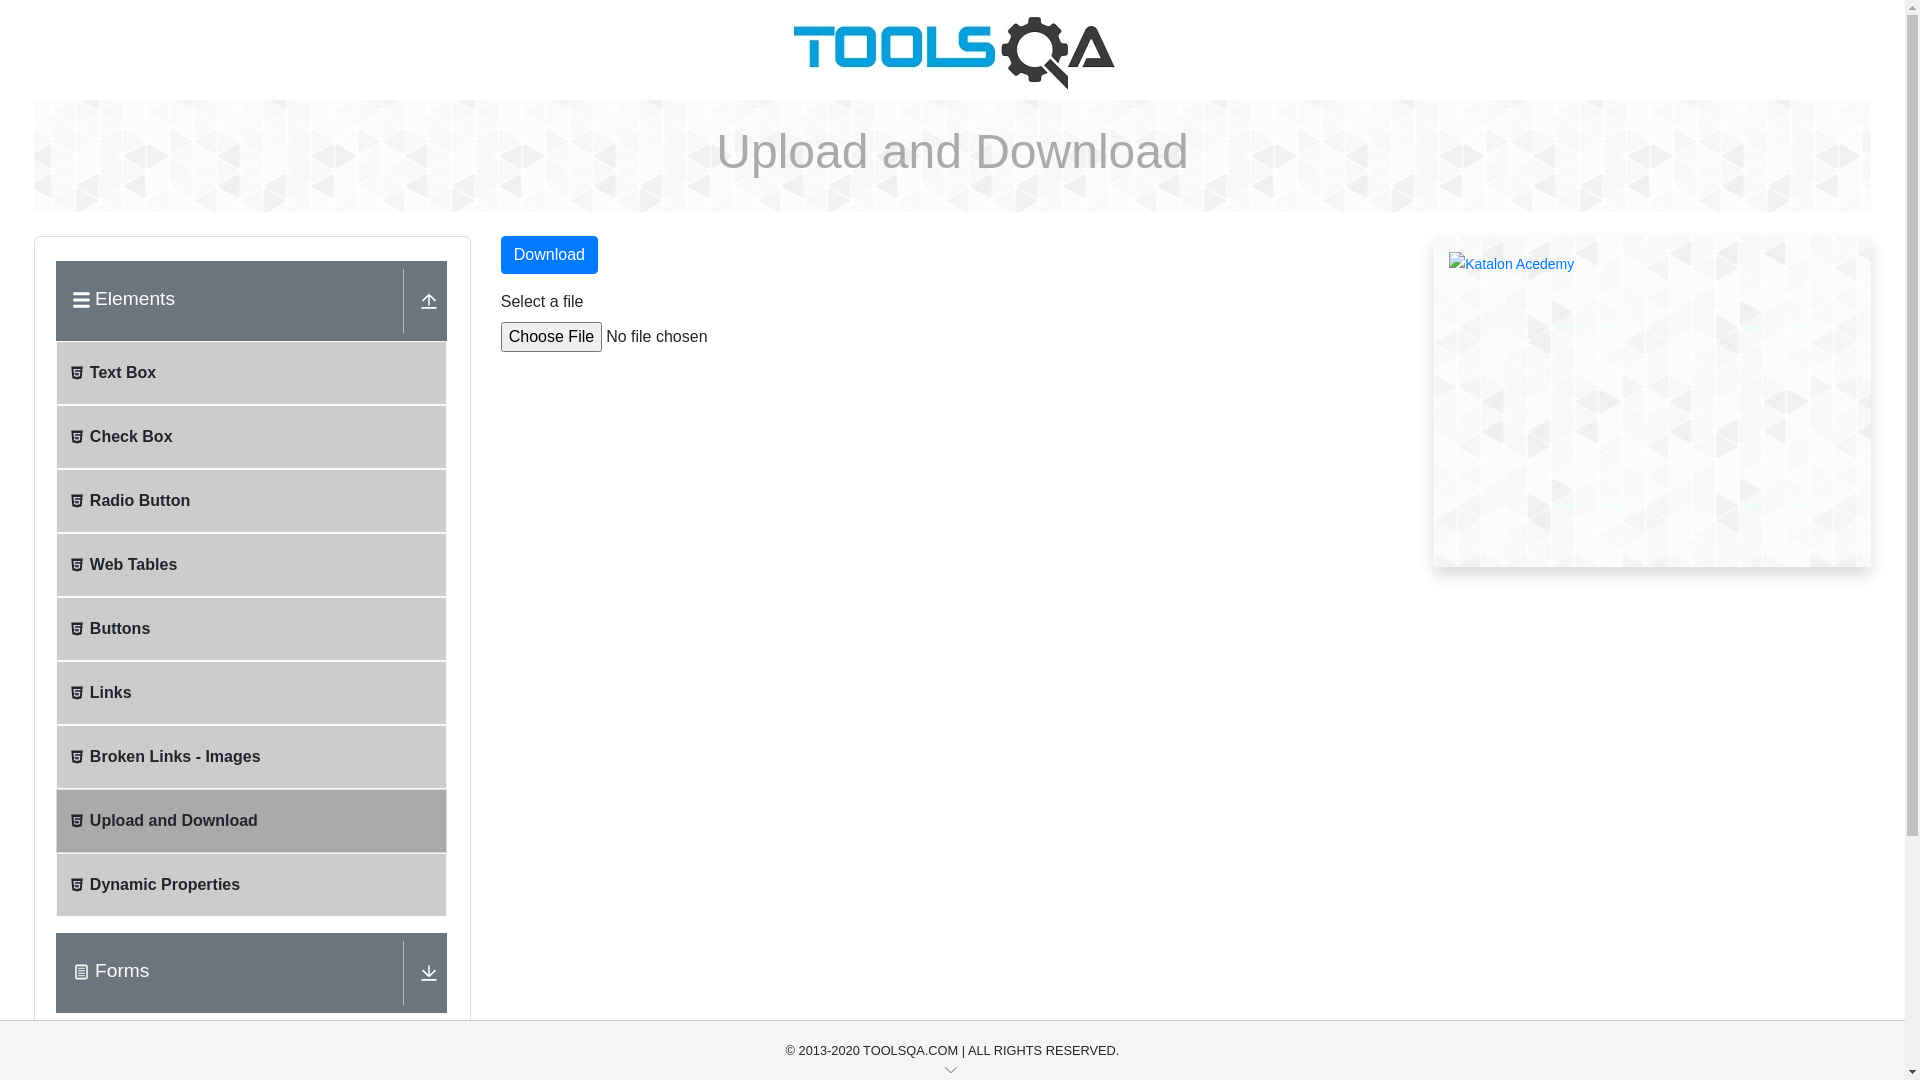 TOOLSQA
Upload and Download
Elements
Text Box
Check Box
Radio Button
Web Tables
Buttons
Links
Broken Links - Images
Upload and Download
Dynamic Properties
Forms
Download
Select a file
Choose File No file chosen
Katalon Acedemy
© 2013-2020 TOOLSQA.COM | ALL RIGHTS RESERVED.